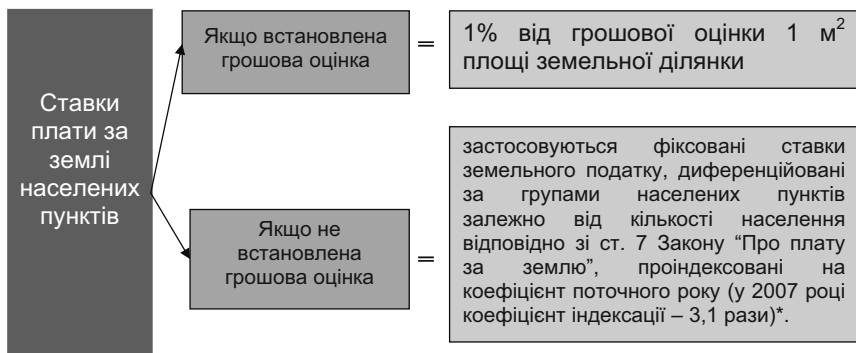 Ставки
плати за
землі
населених
пунктів
Якщо встановлена
грошова оцінка
=
1% від грошової оцінки 1 м²
площі земельної ділянки
Якщо не
встановлена
грошова оцінка
=
застосовуються фіксовані ставки
земельного податку, диференційовані
за групами населених пунктів
залежно від кількості населення
відповідно зі ст. 7 Закону “Про плату
за землю”, проіндексовані на
коефіцієнт поточного року (у 2007 році
коефіцієнт індексації – 3,1 рази)*.